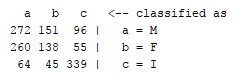 a b c <-- classified as
272 151 96 | a = M
260 138 55 | b = F
64 45 339 | c = I